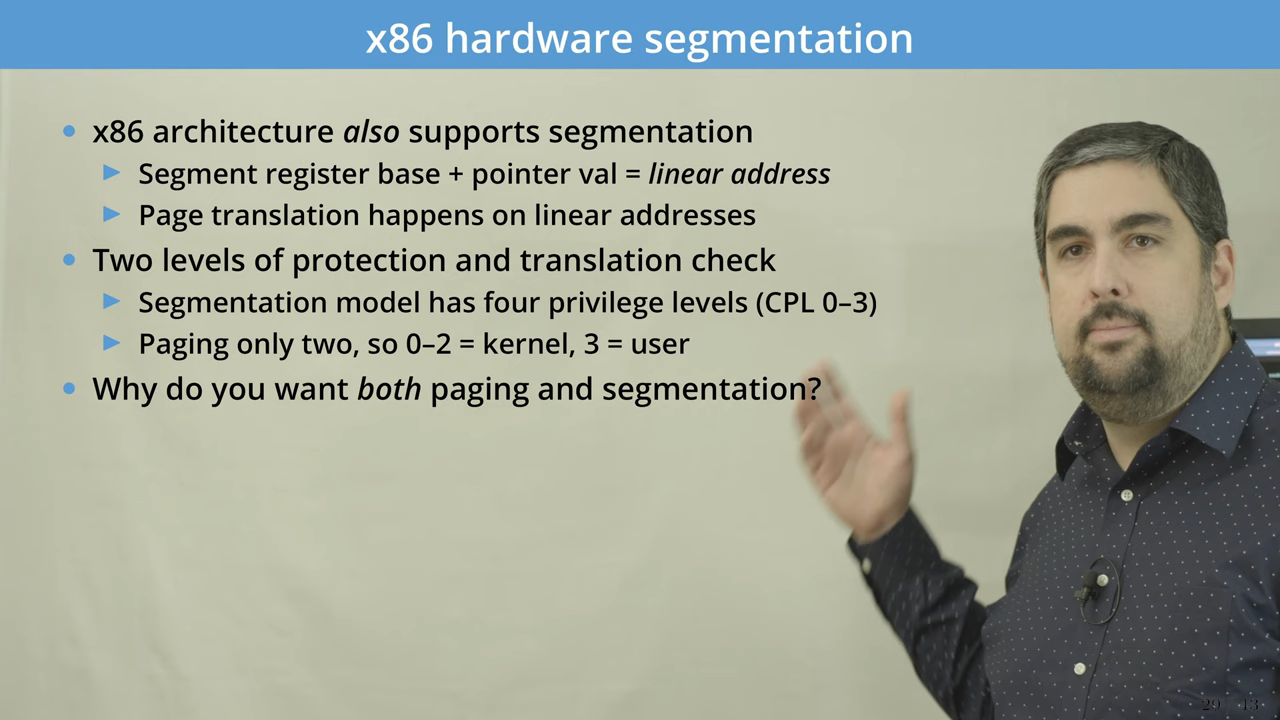 x86 hardware segmentation
• x86 architecture also supports segmentation
▶ Segment register base + pointer val = linear address
▶ Page translation happens on linear addresses
• Two levels of protection and translation check
▶ Segmentation model has four privilege levels (CPL 0–3)
▶ Paging only two, so 0–2 = kernel, 3 = user
• Why do you want both paging and segmentation?